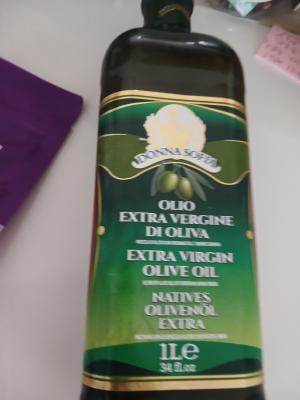 DONNA SOFIA
OLIO
EXTRA VERGINE
DI OLIVA
EXTRA VIRGIN
OLIVE OIL
NATIVES
OLIVENÖL
EXTRA
1L e
34 fl.oz